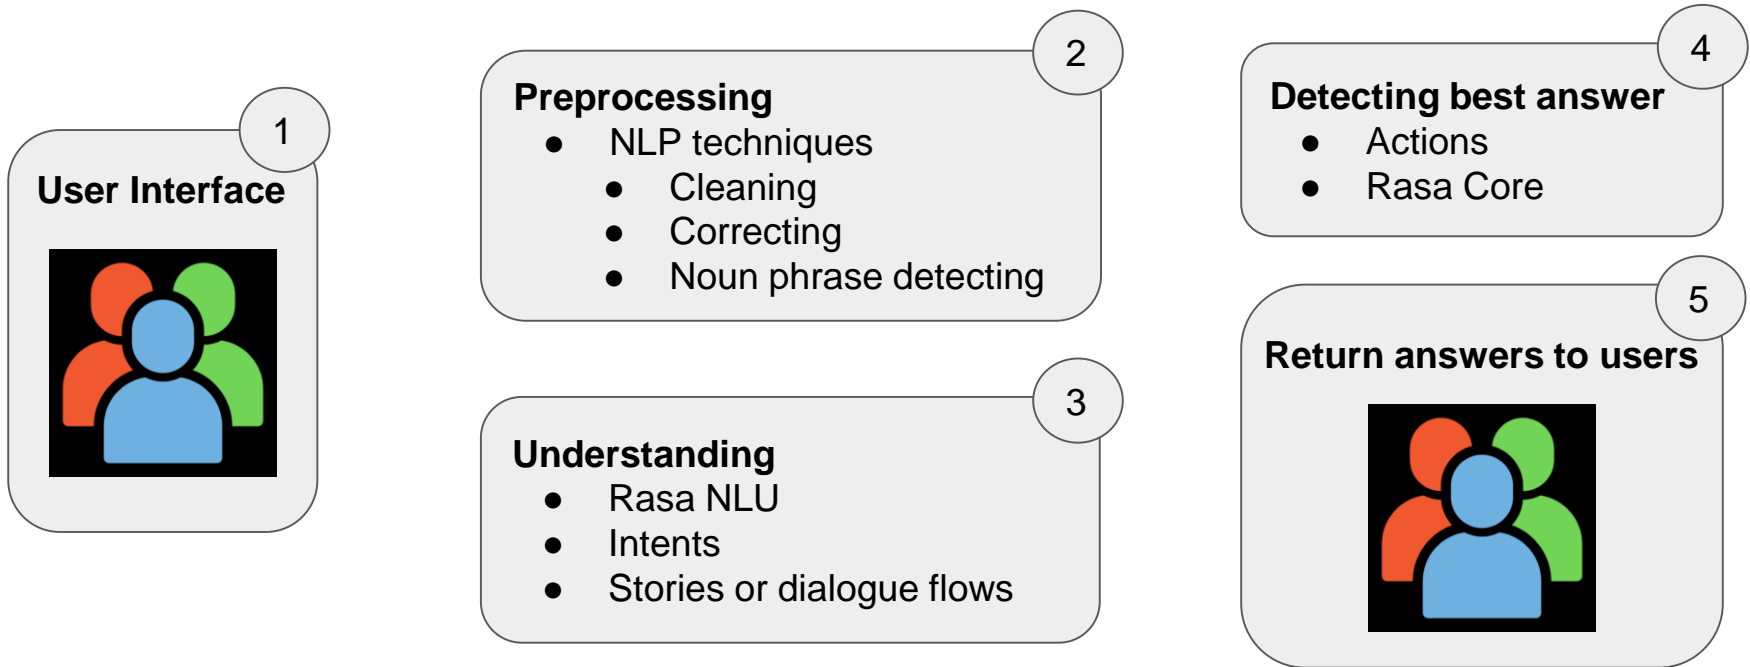 1
User Interface
2
Preprocessing
● NLP techniques
● Cleaning
● Correcting
● Noun phrase detecting
3
Understanding
● Rasa NLU
● Intents
● Stories or dialogue flows
4
Detecting best answer
● Actions
● Rasa Core
5
Return answers to users